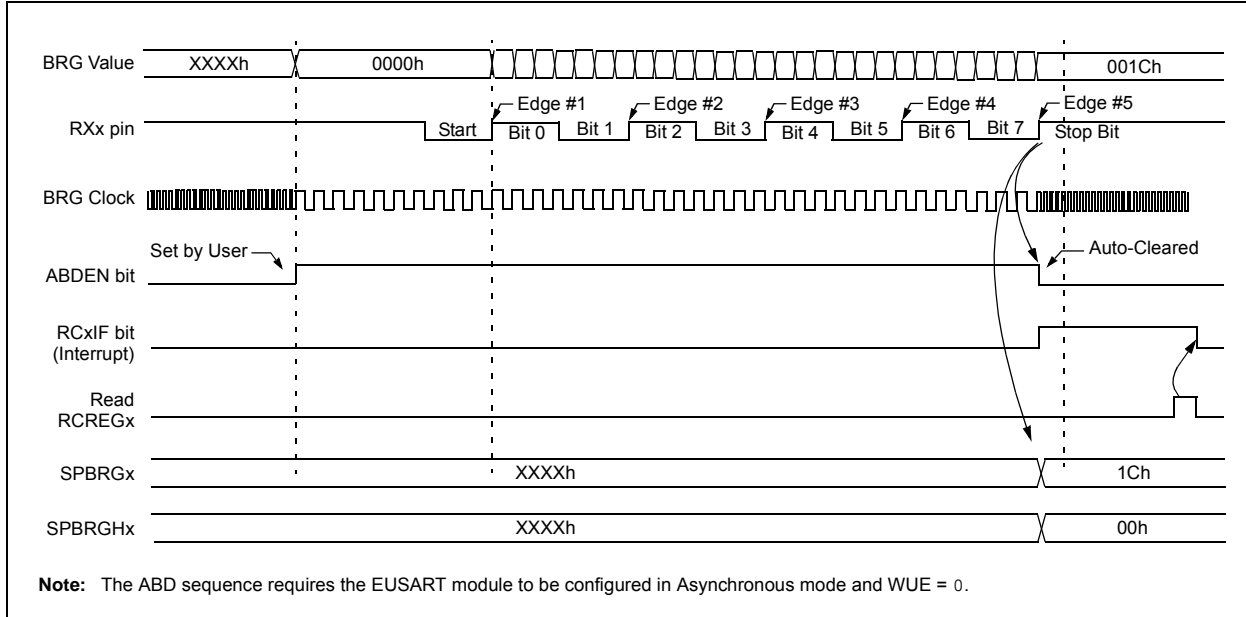 BRG Value XXXXh 0000h 001Ch
Edge #1 Edge #2 Edge #3 Edge #4 Edge #5
RXx pin Start Bit 0 Bit 1 Bit 2 Bit 3 Bit 4 Bit 5 Bit 6 Bit 7 Stop Bit
BRG Clock
Set by User Auto-Cleared
ABDEN bit
RCxIF bit
(Interrupt)
Read
RCREGx
SPBRGx XXXXh 1Ch
SPBRGHx XXXXh 00h
Note: The ABD sequence requires the EUSART module to be configured in Asynchronous mode and WUE = 0.